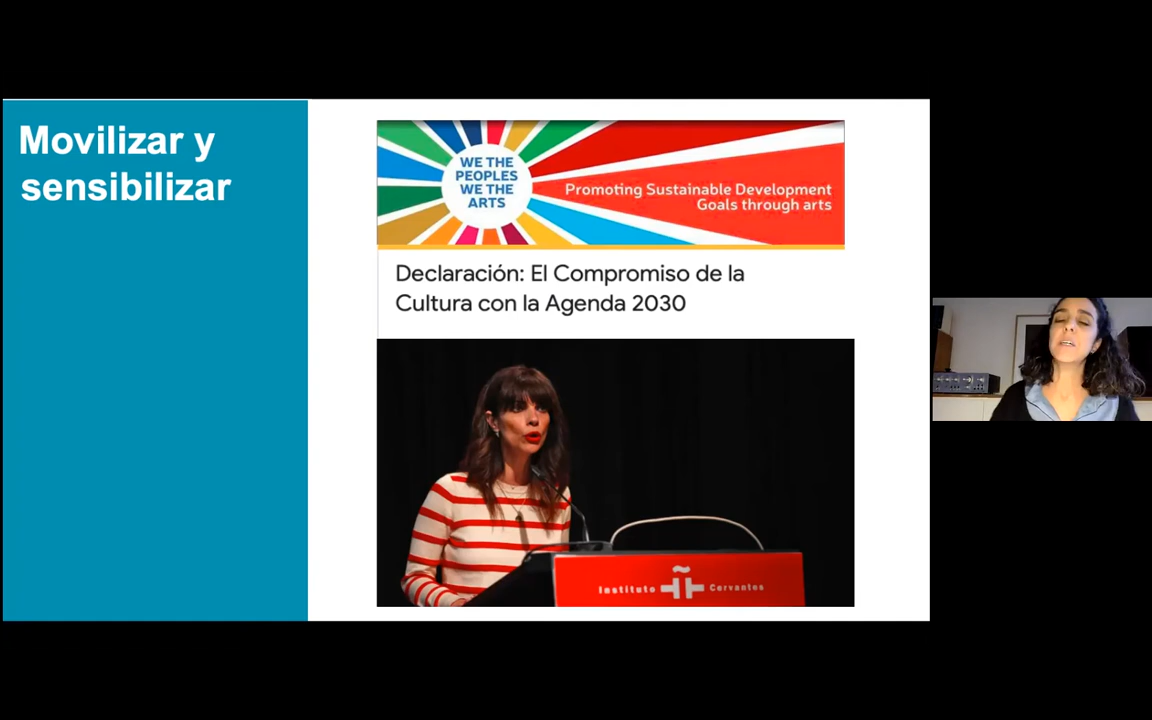 Movilizar y
sensibilizar
WE THE
PEOPLES
WE THE
ARTS
Promoting Sustainable Development
Goals through arts
Declaración: El Compromiso de la
Cultura con la Agenda 2030
Instituto Cervantes